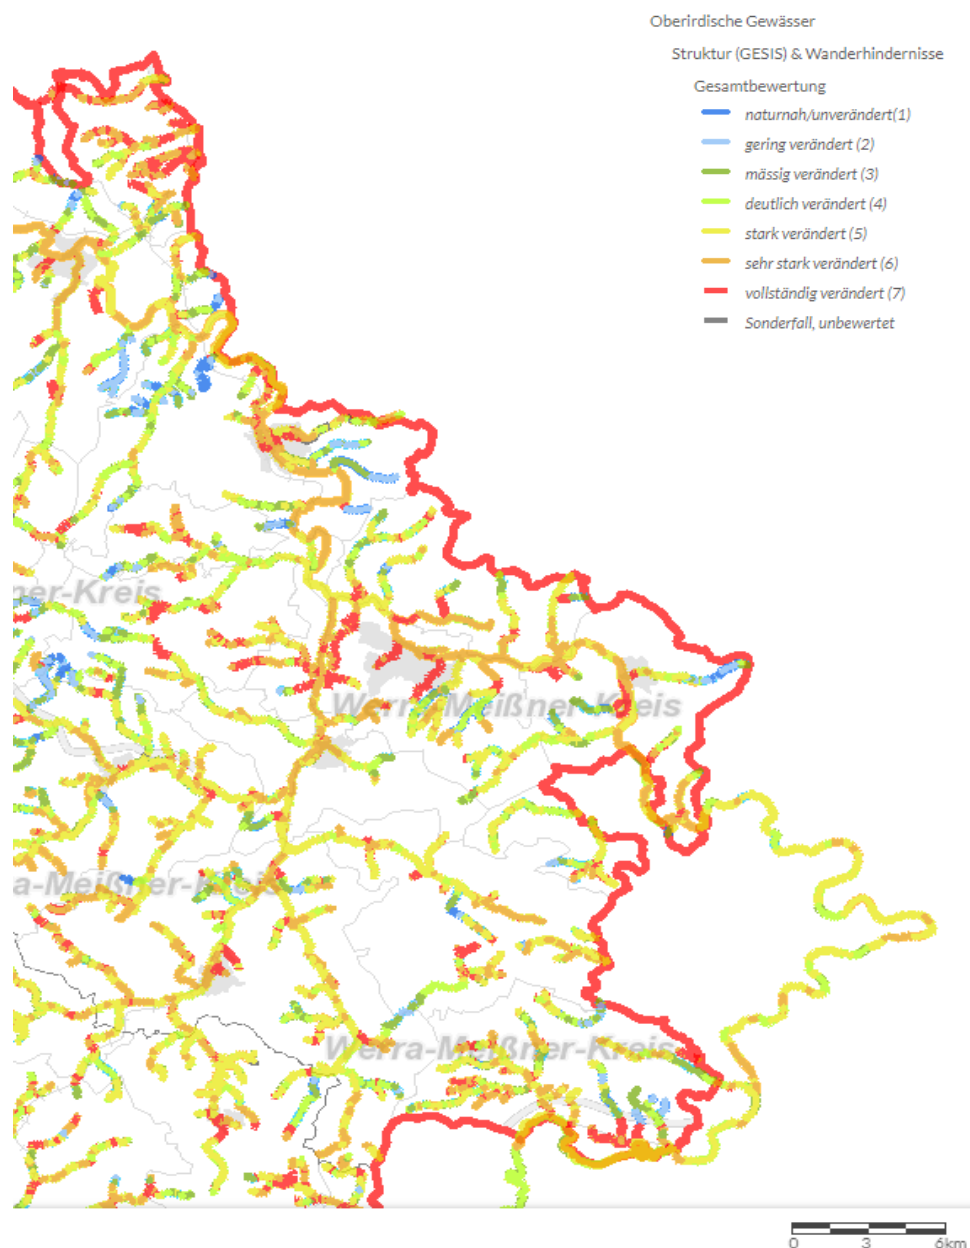 Oberirdische Gewässer
Struktur (GESIS) & Wanderhindernisse
Gesamtbewertung
naturnah/unverändert(1)
gering verändert (2)
mässig verändert (3)
deutlich verändert (4)
stark verändert (5)
sehr stark verändert (6)
vollständig verändert (7)
Sonderfall, unbewertet
ner-Kreis
Werra-Meißner-Kreis
a-Meißner-Kreis
Werra-Meißner-Kreis
0 3 6km